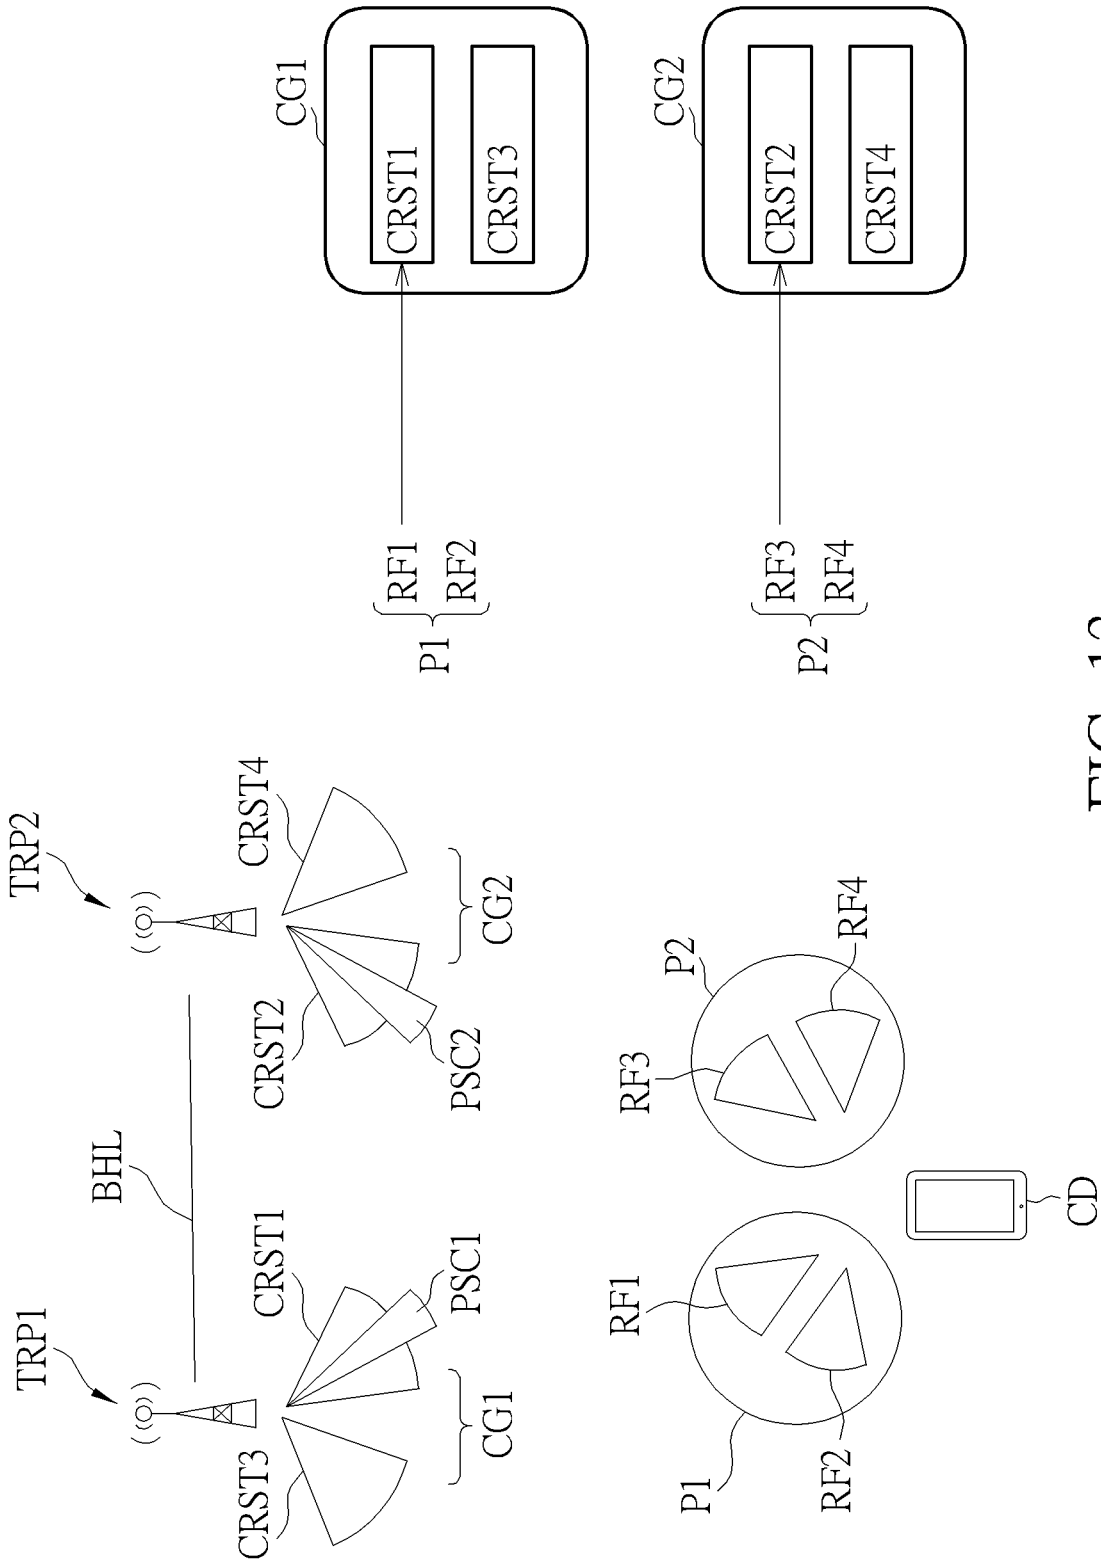 TRP1
BHL
TRP2
CRST3
CRST1
CRST2
CRST4
CG1
PSC1
PSC2
CG2
RF1
RF3
P1
P2
RF2
RF4
CD
CG1
P1
RF1
RF2
CRST1
CRST3
CG2
P2
RF3
RF4
CRST2
CRST4
FIG